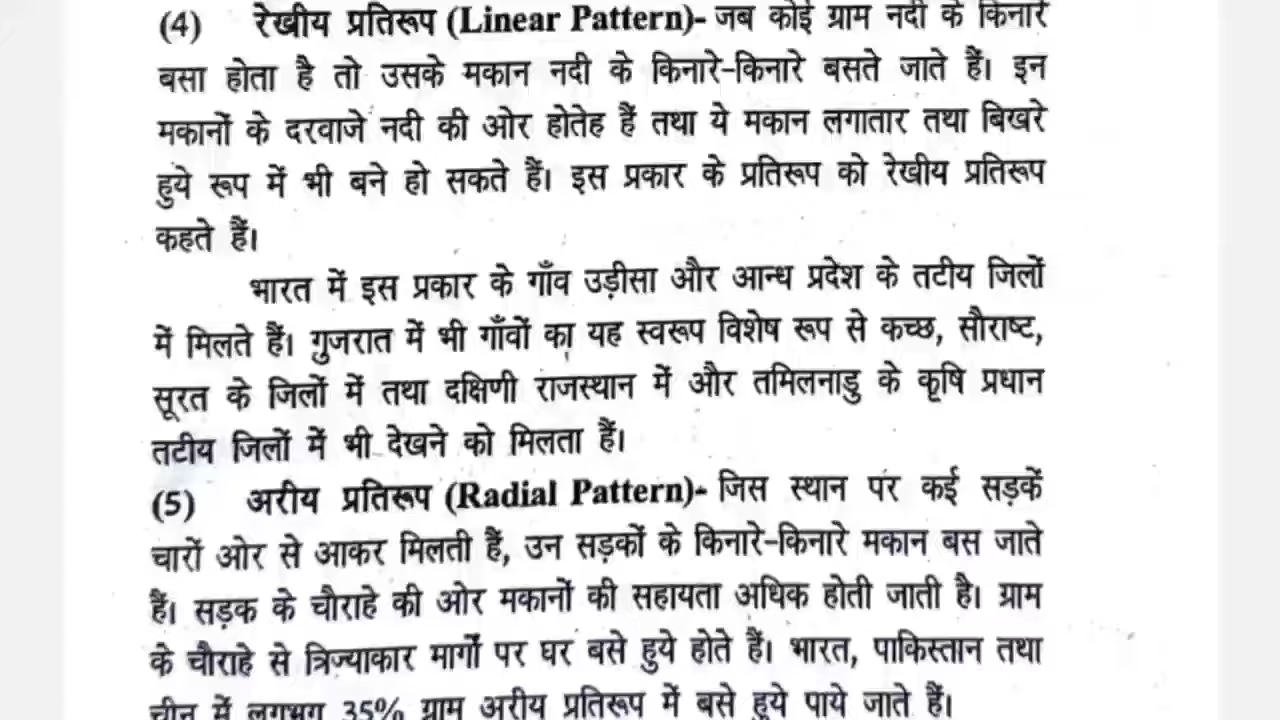 (4) रेखीय प्रतिरूप (Linear Pattern)- जब कोई ग्राम नदी के किनारे
बसा होता है तो उसके मकान नदी के किनारे-किनारे बसते जाते हैं। इन
मकानों के दरवाजे नदी की ओर होतेह हैं तथा ये मकान लगातार तथा बिखरे
हुये रूप में भी बने हो सकते हैं। इस प्रकार के प्रतिरूप को रेखीय प्रतिरूप
कहते हैं।
भारत में इस प्रकार के गाँव उड़ीसा और आन्ध प्रदेश के तटीय जिलों
में मिलते हैं। गुजरात में भी गाँवों का यह स्वरूप विशेष रूप से कच्छ, सौराष्ट,
सूरत के जिलों में तथा दक्षिणी राजस्थान में और तमिलनाडु के कृषि प्रधान
तटीय जिलों में भी देखने को मिलता हैं।
(5) अरीय प्रतिरूप (Radial Pattern)- जिस स्थान पर कई सड़कें
चारों ओर से आकर मिलती हैं, उन सड़कों के किनारे-किनारे मकान बस जाते
हैं। सड़क के चौराहे की ओर मकानों की सहायता अधिक होती जाती है। ग्राम
के चौराहे से त्रिज्याकार मार्गों पर घर बसे हुये होते हैं। भारत, पाकिस्तान तथा
चीन में लगभग 35% ग्राम अरीय प्रतिरूप में बसे हुये पाये जाते हैं।